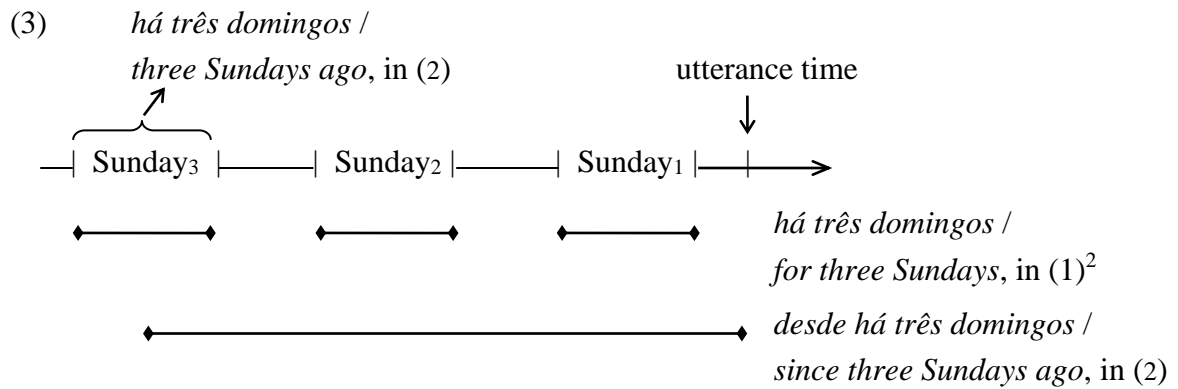 (3) há três domingos /
three Sundays ago, in (2)
utterance time
Sunday3 Sunday2 Sunday1
há três domingos /
for three Sundays, in (1)2
desde há três domingos /
since three Sundays ago, in (2)